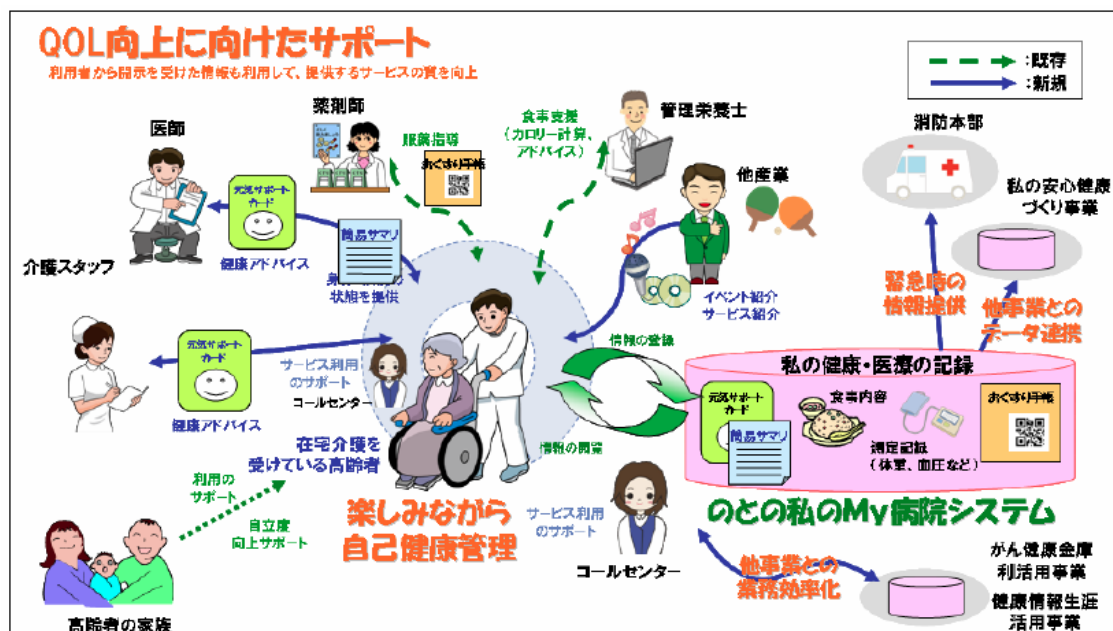 QOL向上に向けたサポート
利用者から開示を受けた情報も利用して、提供するサービスの質を向上
:既存
:新規
薬剤師
医師
服薬指導
おくすり手帳
食事支援
(カロリー計算、
アドバイス)
管理栄養士
他産業
消防本部
私の安心健康
づくり事業
元気サポート
カード
簡易サマリ
健康アドバイス
状態を提供
介護スタッフ
イベント紹介
サービス紹介
緊急時の
情報提供
他事業との
データ連携
元気サポート
カード
健康アドバイス
サービス利用
のサポート
コールセンター
情報の登録
私の健康・医療の記録
元気サポート
カード
簡易サマリ
食事内容
測定記録
(体重、血圧など)
おくすり手帳
在宅介護を
受けている高齢者
情報の閲覧
利用の
サポート
自立度
向上サポート
高齢者の家族
楽しみながら
自己健康管理
サービス利用
のサポート
コールセンター
のとの私のMy病院システム
他事業との
業務効率化
がん健康金庫
利活用事業
健康情報生涯
活用事業